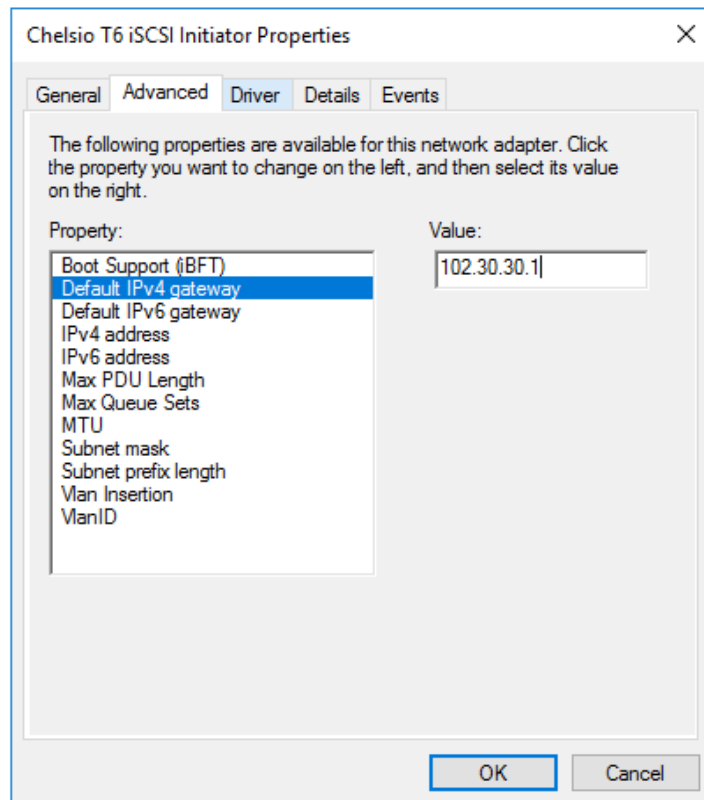 Chelsio T6 iSCSI Initiator Properties
General Advanced Driver Details Events
The following properties are available for this network adapter. Click
the property you want to change on the left, and then select its value
on the right.
Property:
Boot Support (iBFT)
Default IPv4 gateway
Default IPv6 gateway
IPv4 address
IPv6 address
Max PDU Length
Max Queue Sets
MTU
Subnet mask
Subnet prefix length
Vlan Insertion
VlanID
Value:
102.30.30.1
OK Cancel